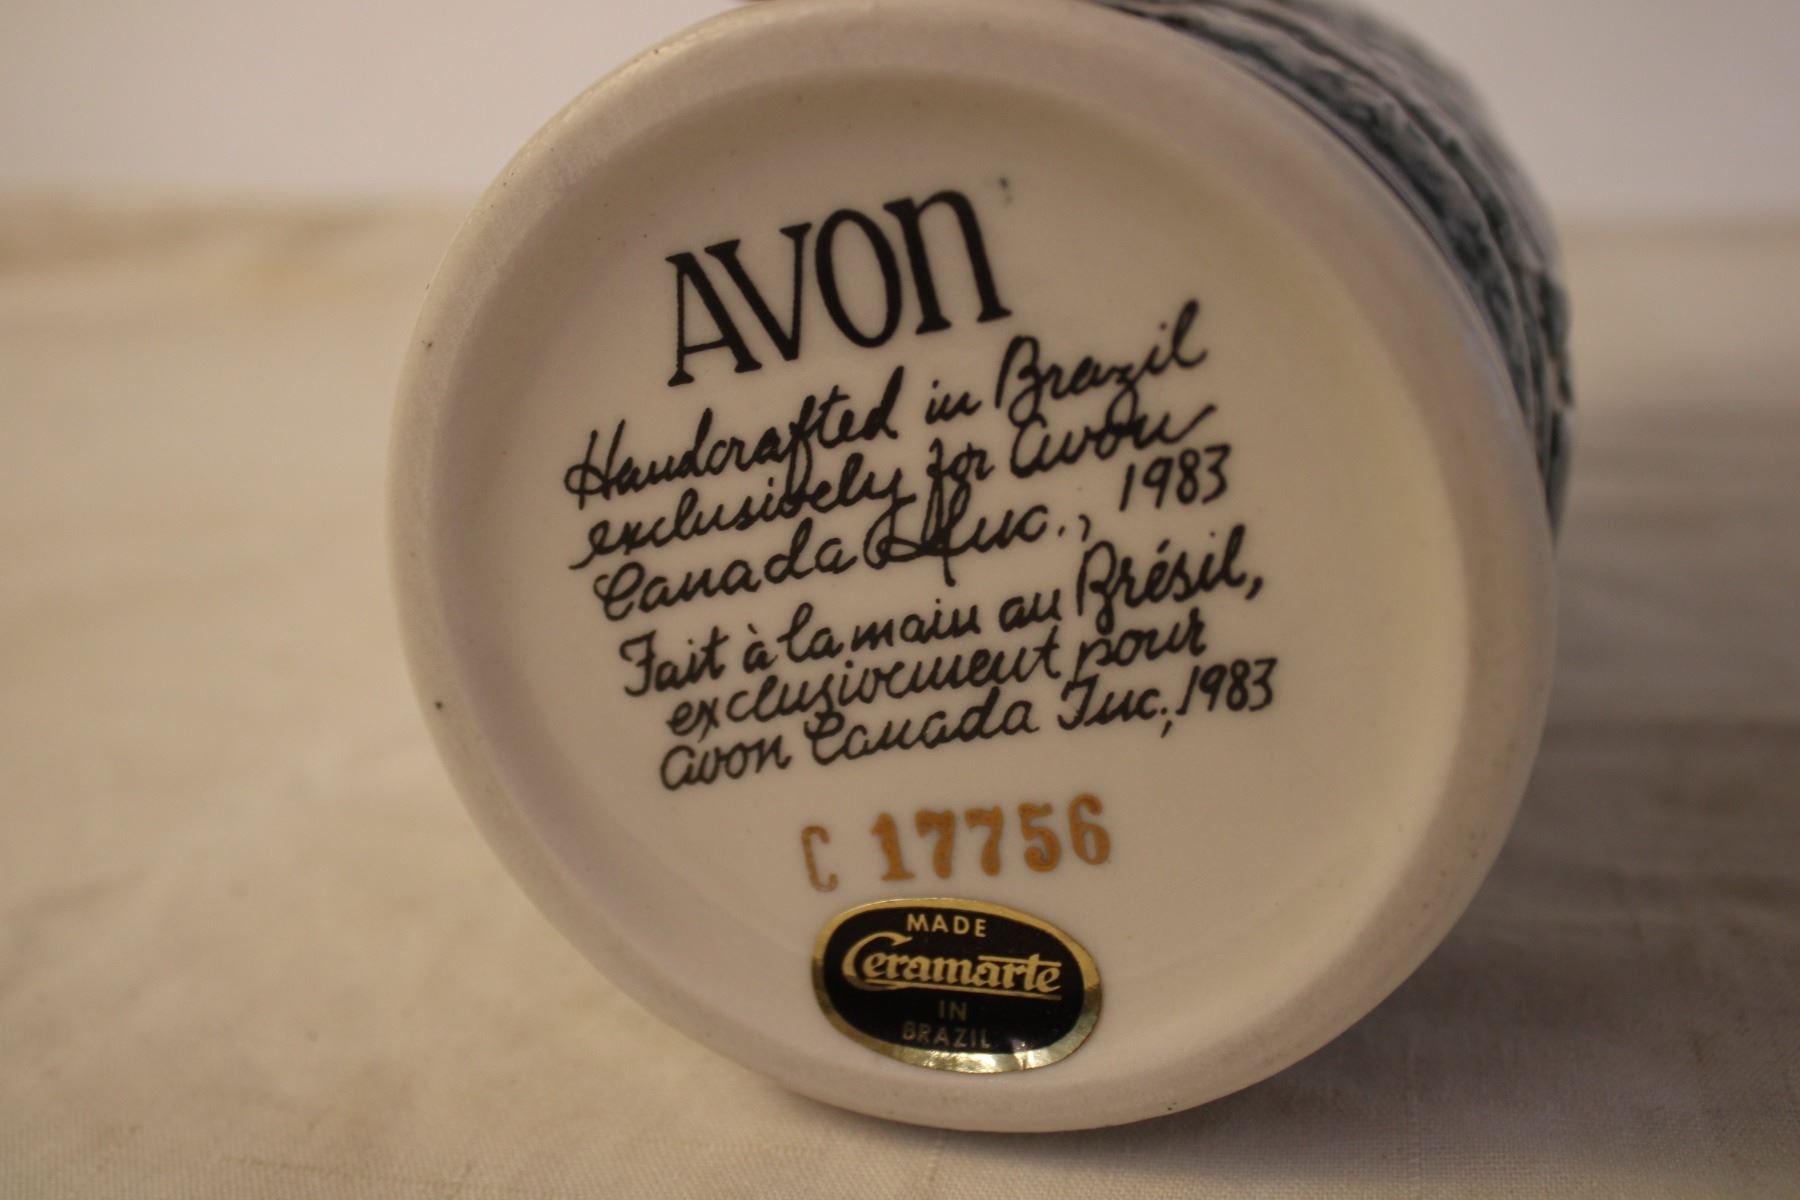 AVON
Handcrafted in Brazil
exclusively for Avon
Canada Inc., 1983
Fait à la main au Brésil,
exclusivement pour
Avon Canada Inc., 1983
C 17756
MADE
Ceramarte
IN
BRAZIL